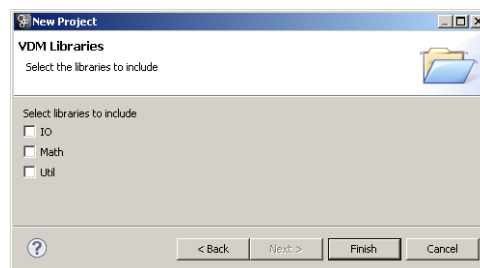 New Project
VDM Libraries
Select the libraries to include
Select libraries to include
IO
Math
Util
?
< Back
Next >
Finish
Cancel